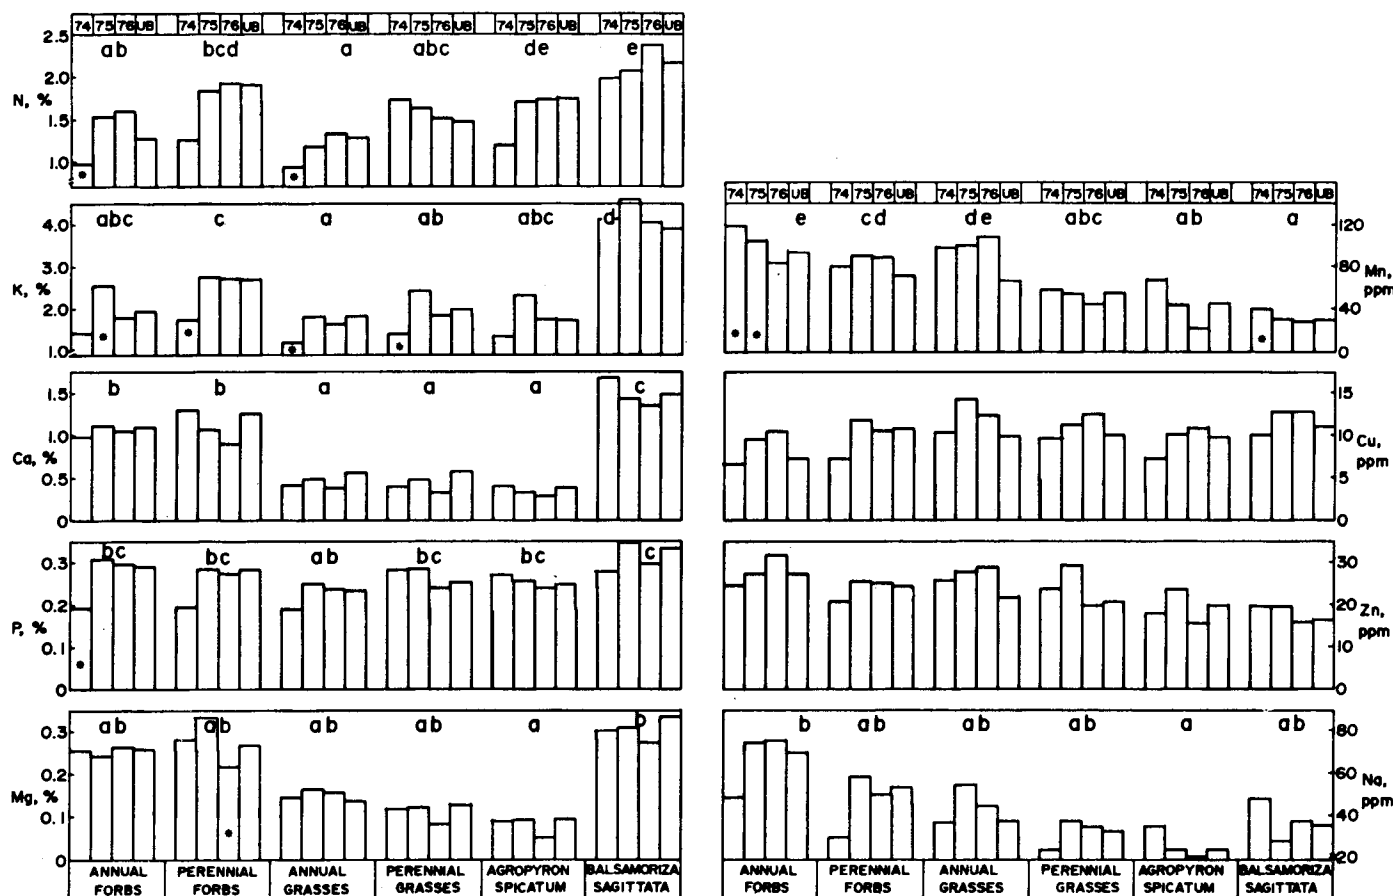 74 75 76 UB 74 75 76 UB 74 75 76 UB 74 75 76 UB 74 75 76 UB 74 75 76 UB
2.5 ab bcd a abc de e
2.0
N, %
1.5
1.0
* *
4.0 abc c a ab abc d
3.0
K, %
2.0
1.0
* * * *
1.5 b b a a a c
1.0
Ca, %
0.5
0
0.3 bc bc ab bc bc c
0.2
P, %
0.1
0
*
0.3 ab ab ab ab a b
0.2
Mg, %
0.1
0
*
ANNUAL FORBS
PERENNIAL FORBS
ANNUAL GRASSES
PERENNIAL GRASSES
AGROPYRON SPICATUM
BALSAMORIZA SAGITTATA
74 75 76 UB 74 75 76 UB 74 75 76 UB 74 75 76 UB 74 75 76 UB 74 75 76 UB
e cd de abc ab a 120
80
Mn, ppm
40
0
* * *
15
10
Cu, ppm
5
0
30
20
Zn, ppm
10
0
b ab ab ab a ab 80
60
Na, ppm
40
20
ANNUAL FORBS
PERENNIAL FORBS
ANNUAL GRASSES
PERENNIAL GRASSES
AGROPYRON SPICATUM
BALSAMORIZA SAGITTATA